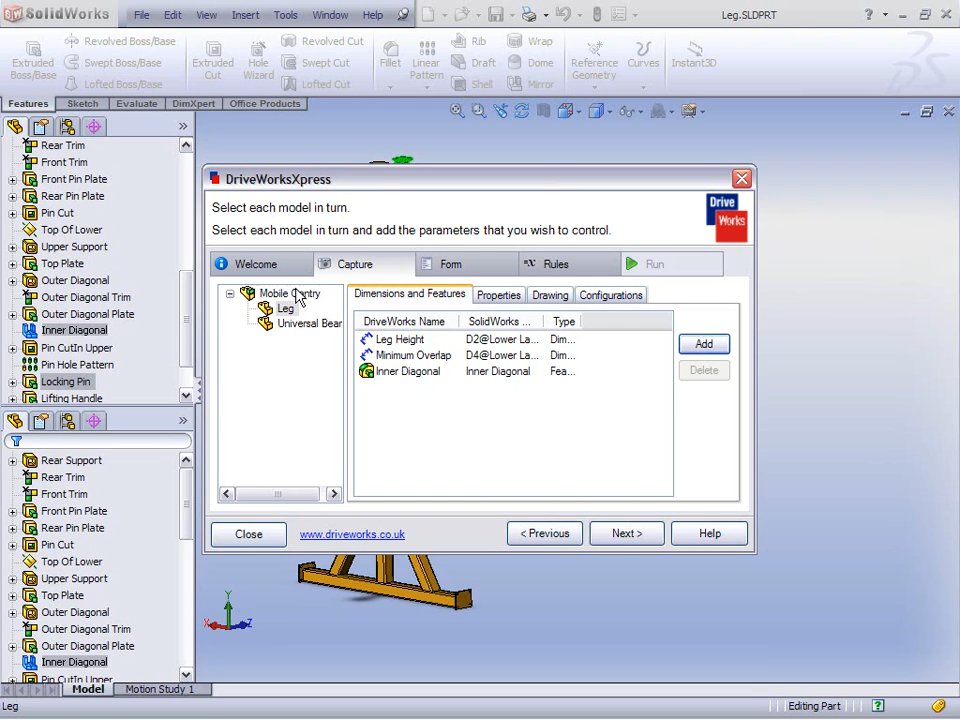 SolidWorks
File Edit View Insert Tools Window Help
Leg.SLDPRT
Extruded Boss/Base
Revolved Boss/Base
Swept Boss/Base
Lofted Boss/Base
Extruded Cut
Hole Wizard
Revolved Cut
Swept Cut
Lofted Cut
Fillet
Linear Pattern
Rib
Draft
Shell
Wrap
Dome
Mirror
Reference Geometry
Curves
Instant3D
Features Sketch Evaluate DimXpert Office Products
Rear Trim
Front Trim
Front Pin Plate
Rear Pin Plate
Pin Cut
Top Of Lower
Upper Support
Top Plate
Outer Diagonal
Outer Diagonal Trim
Outer Diagonal Plate
Inner Diagonal
Pin CutIn Upper
Pin Hole Pattern
Locking Pin
Lifting Handle
Rear Support
Rear Trim
Front Trim
Front Pin Plate
Rear Pin Plate
Pin Cut
Top Of Lower
Upper Support
Top Plate
Outer Diagonal
Outer Diagonal Trim
Outer Diagonal Plate
Inner Diagonal
Pin CutIn Upper
DriveWorksXpress
Select each model in turn.
Select each model in turn and add the parameters that you wish to control.
Drive Works
Welcome Capture Form Rules Run
Mobile Gantry
Leg
Universal Bear
Dimensions and Features Properties Drawing Configurations
DriveWorks Name SolidWorks ... Type
Leg Height D2@Lower La... Dim...
Minimum Overlap D4@Lower La... Dim...
Inner Diagonal Inner Diagonal Fea...
Add
Delete
Close www.driveworks.co.uk < Previous Next > Help
Y
X Z
Model Motion Study 1
Leg Editing Part